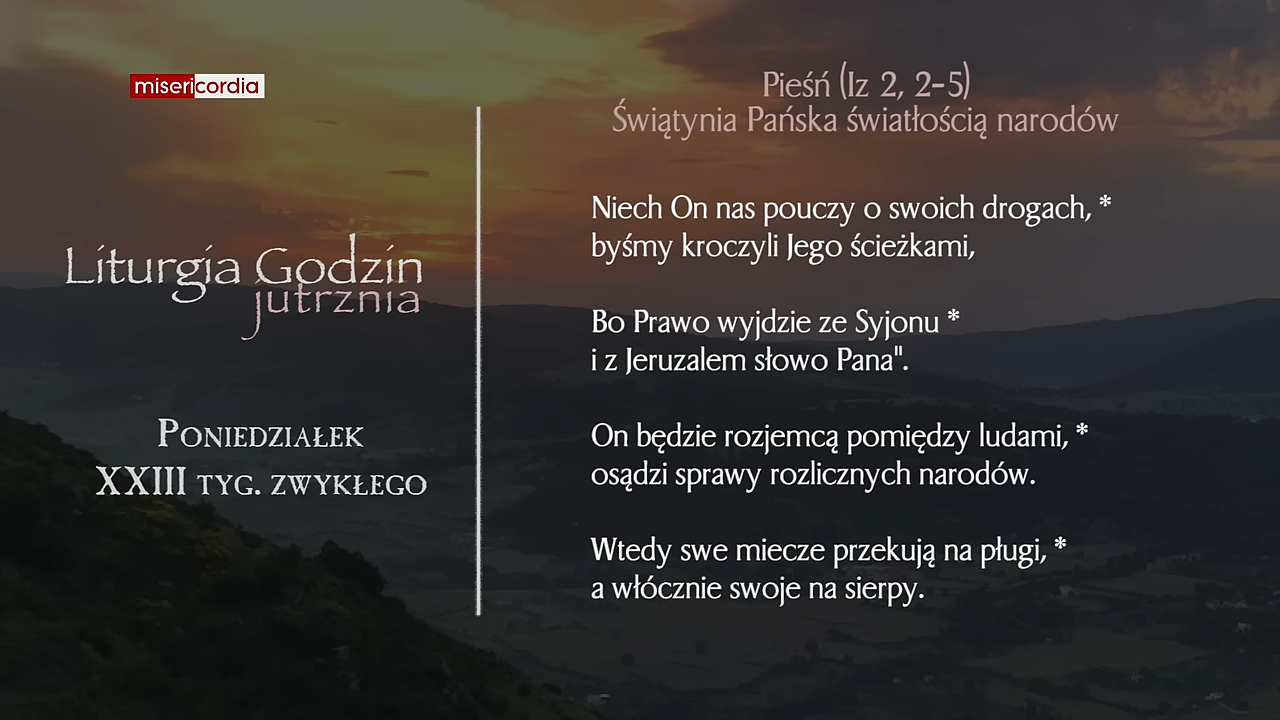 misericordia
Liturgia Godzin
jutrznia
Poniedziałek
XXIII tyg. zwykłego
Pieśń (Iz 2, 2-5)
Świątynia Pańska światłością narodów
Niech On nas pouczy o swoich drogach, *
byśmy kroczyli Jego ścieżkami,
Bo Prawo wyjdzie ze Syjonu *
i z Jeruzalem słowo Pana".
On będzie rozjemcą pomiędzy ludami, *
osądzi sprawy rozlicznych narodów.
Wtedy swe miecze przekują na pługi, *
a włócznie swoje na sierpy.